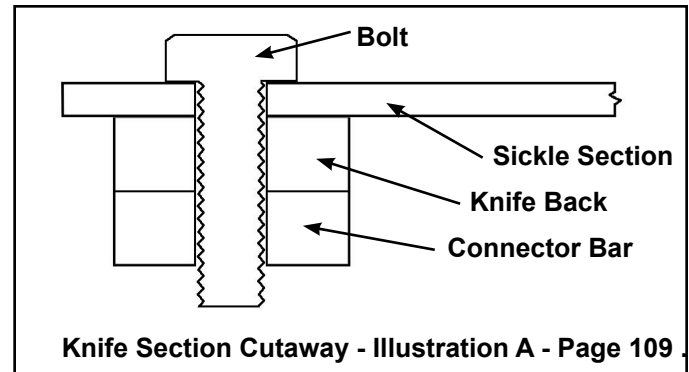 Bolt
Sickle Section
Knife Back
Connector Bar
Knife Section Cutaway - Illustration A - Page 109 .